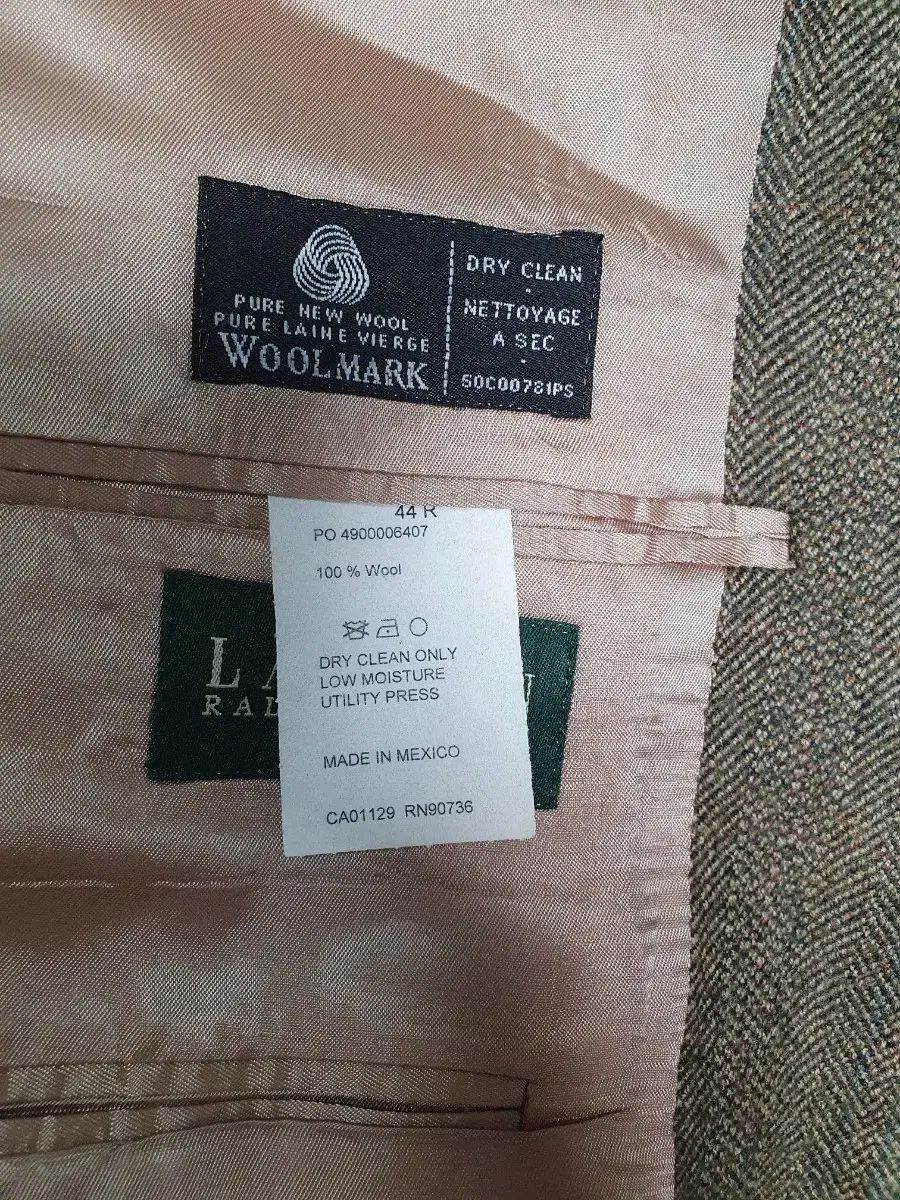 PURE NEW WOOL
PURE LAINE VIERGE
WOOLMARK
DRY CLEAN
-
NETTOYAGE
A SEC
-
SOC00781PS
44 R
PO 4900006407
100 % Wool
DRY CLEAN ONLY
LOW MOISTURE
UTILITY PRESS
MADE IN MEXICO
CA01129 RN90736